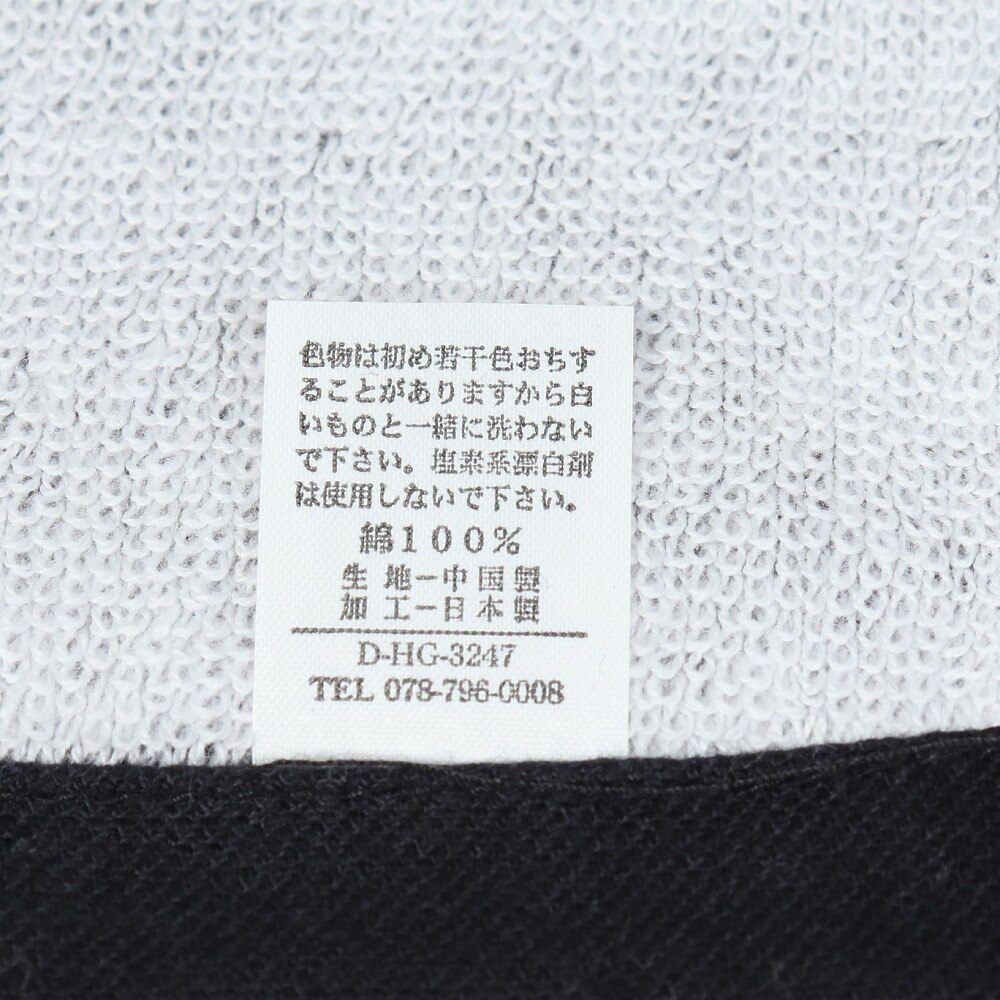 色物は初め若干色おちす
ることがありますから白
いものと一緒に洗わない
で下さい。塩素系漂白剤
は使用しないで下さい。
綿100%
生 地ー中国製
加 工ー日本製
D-HG-3247
TEL 078-796-0008